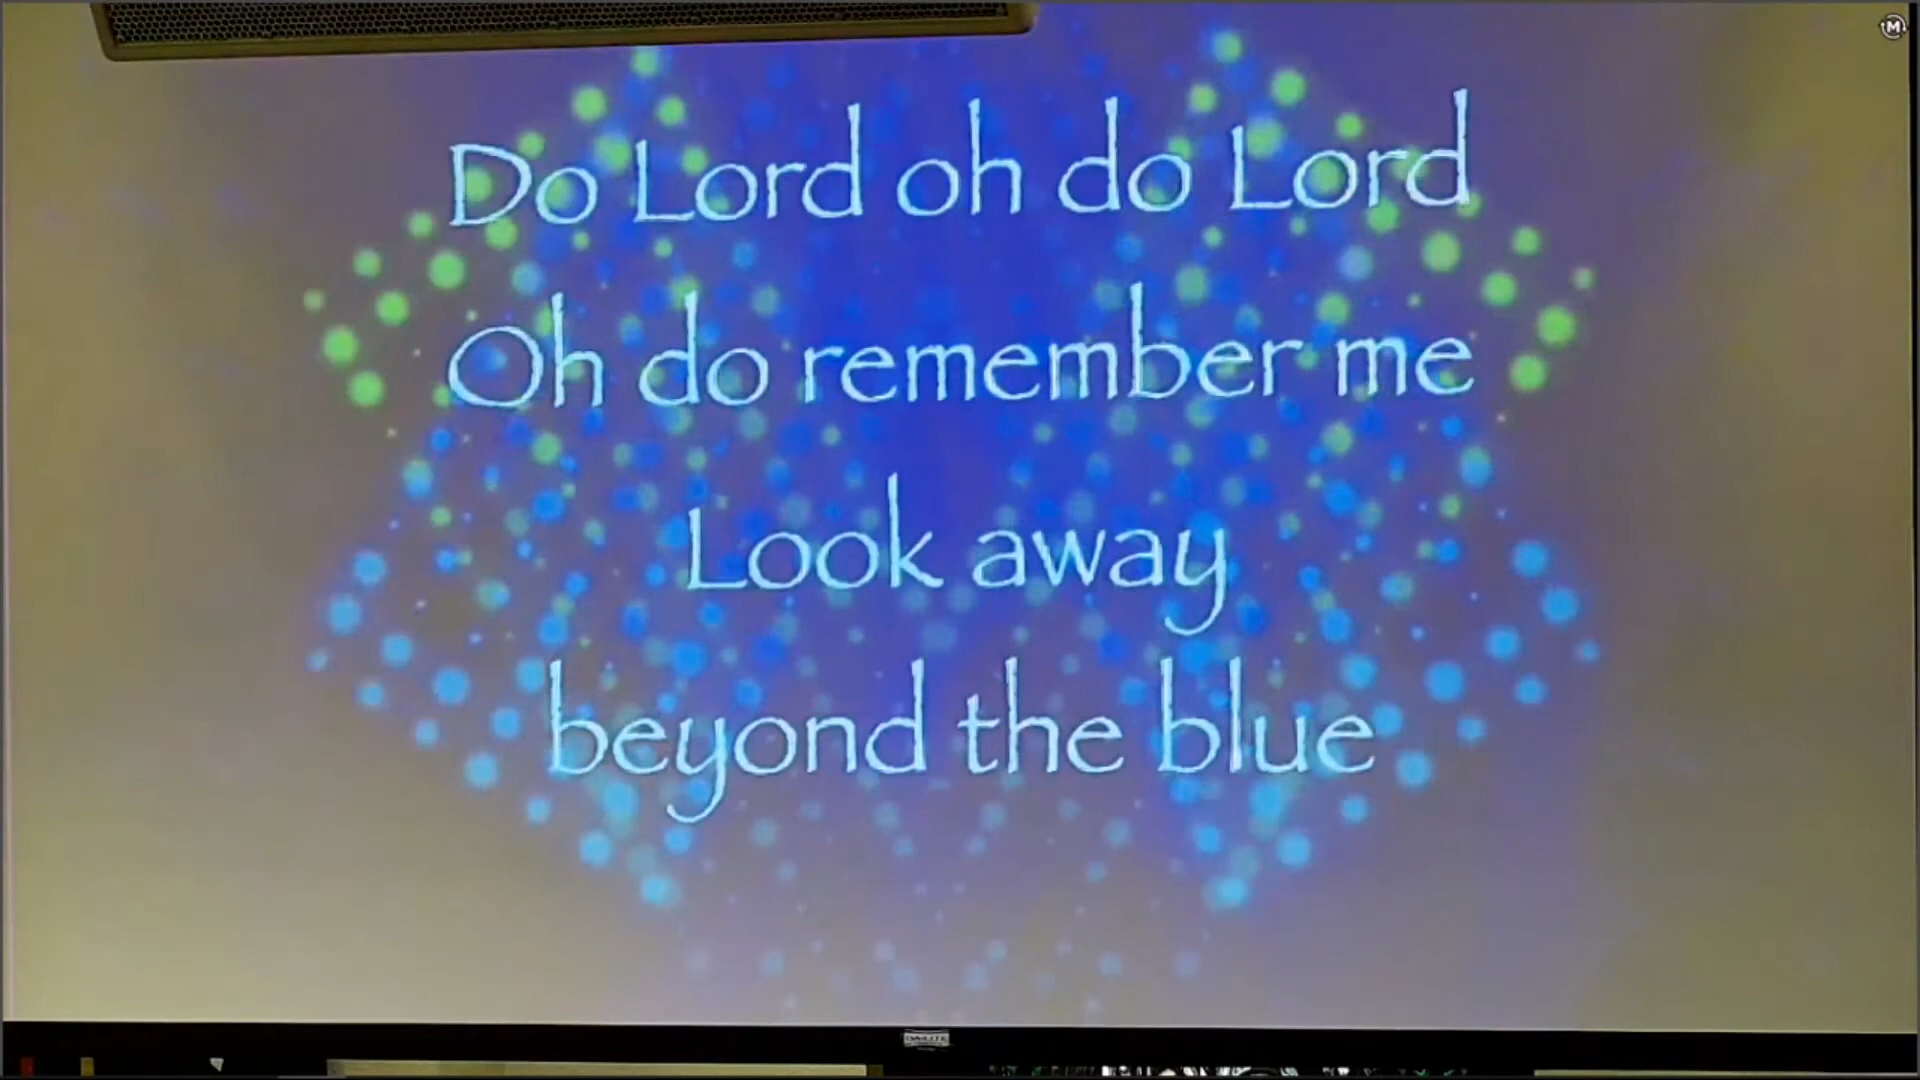 Do Lord oh do Lord
Oh do remember me
Look away
beyond the blue
M